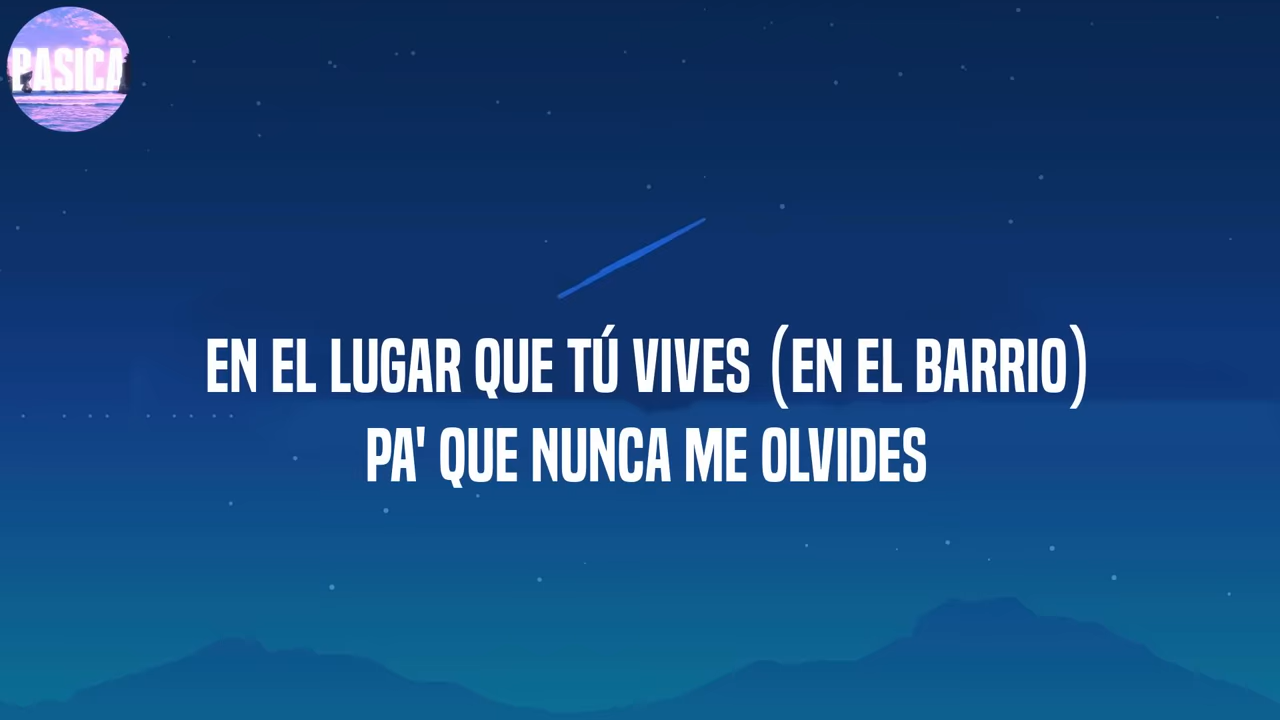 PASICA
EN EL LUGAR QUE TÚ VIVES (EN EL BARRIO)
PA' QUE NUNCA ME OLVIDES